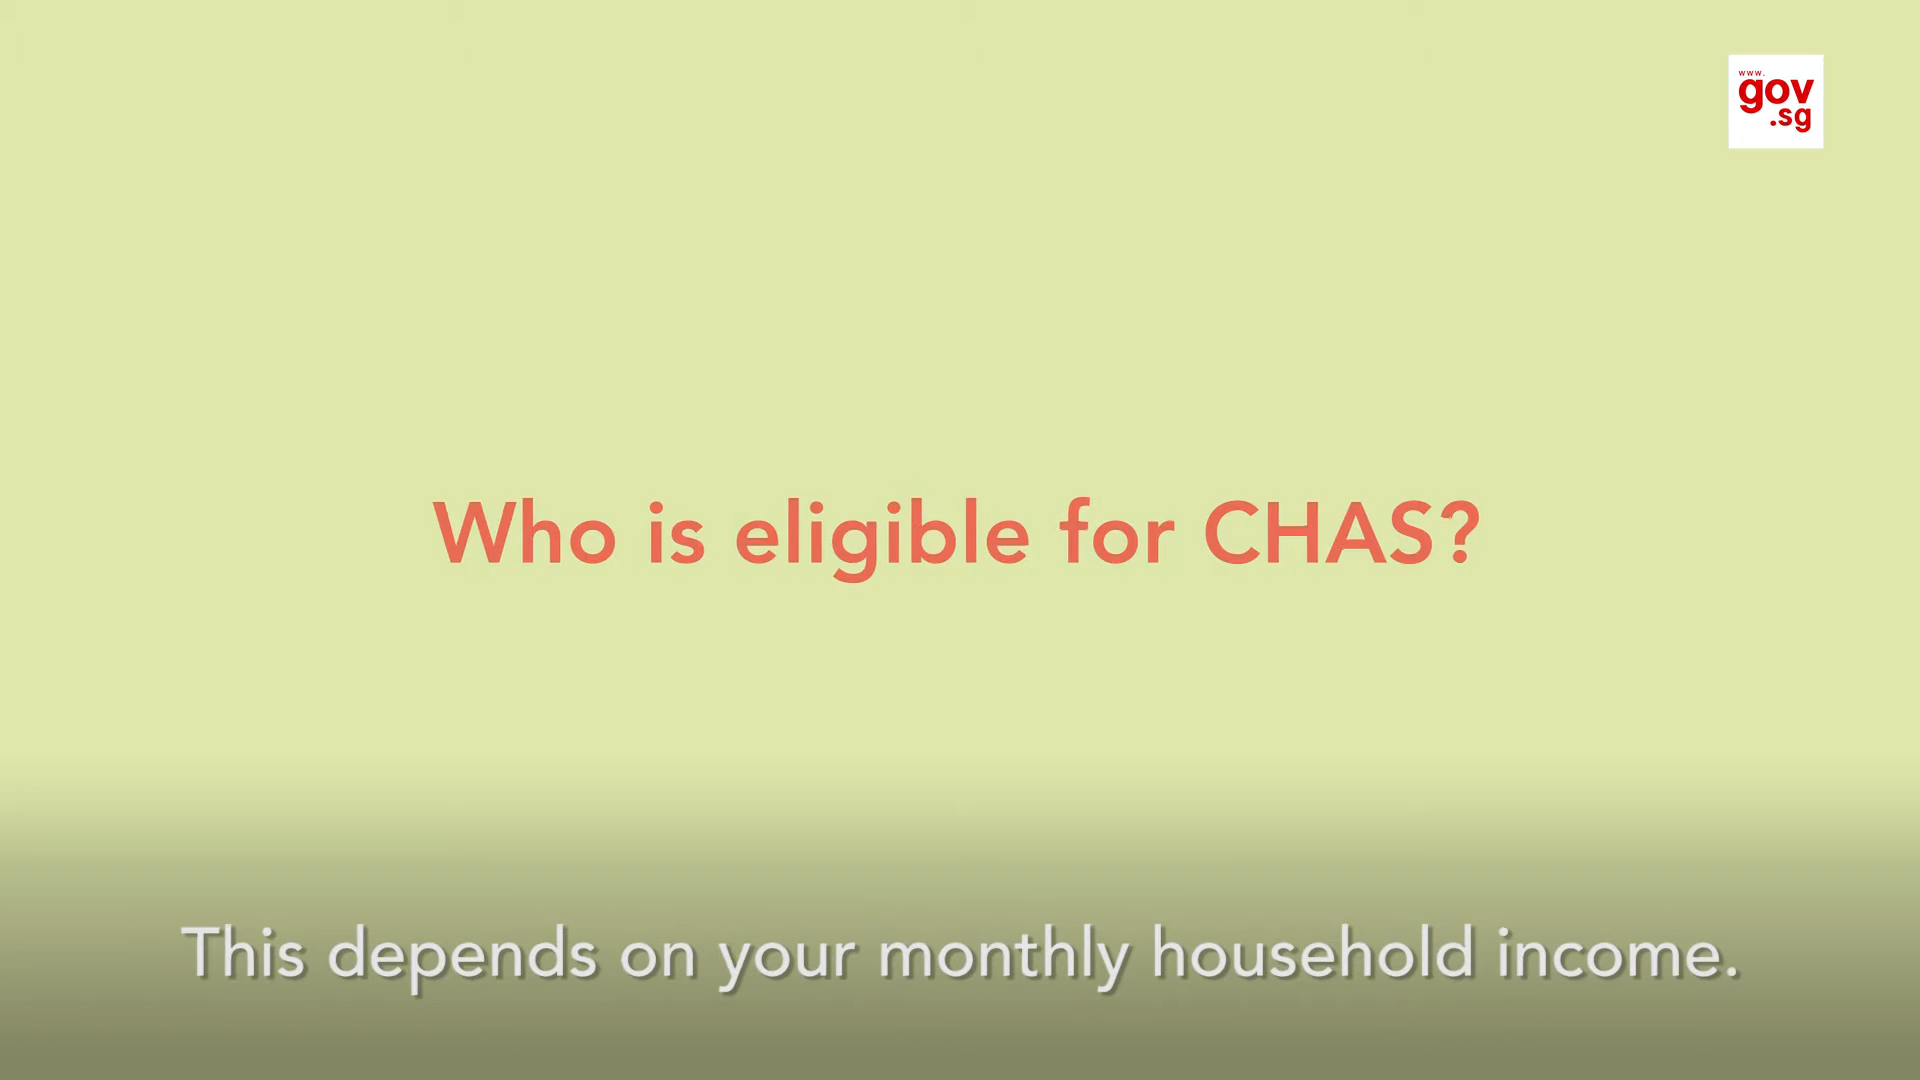 www.
gov
.sg
Who is eligible for CHAS?
This depends on your monthly household income.